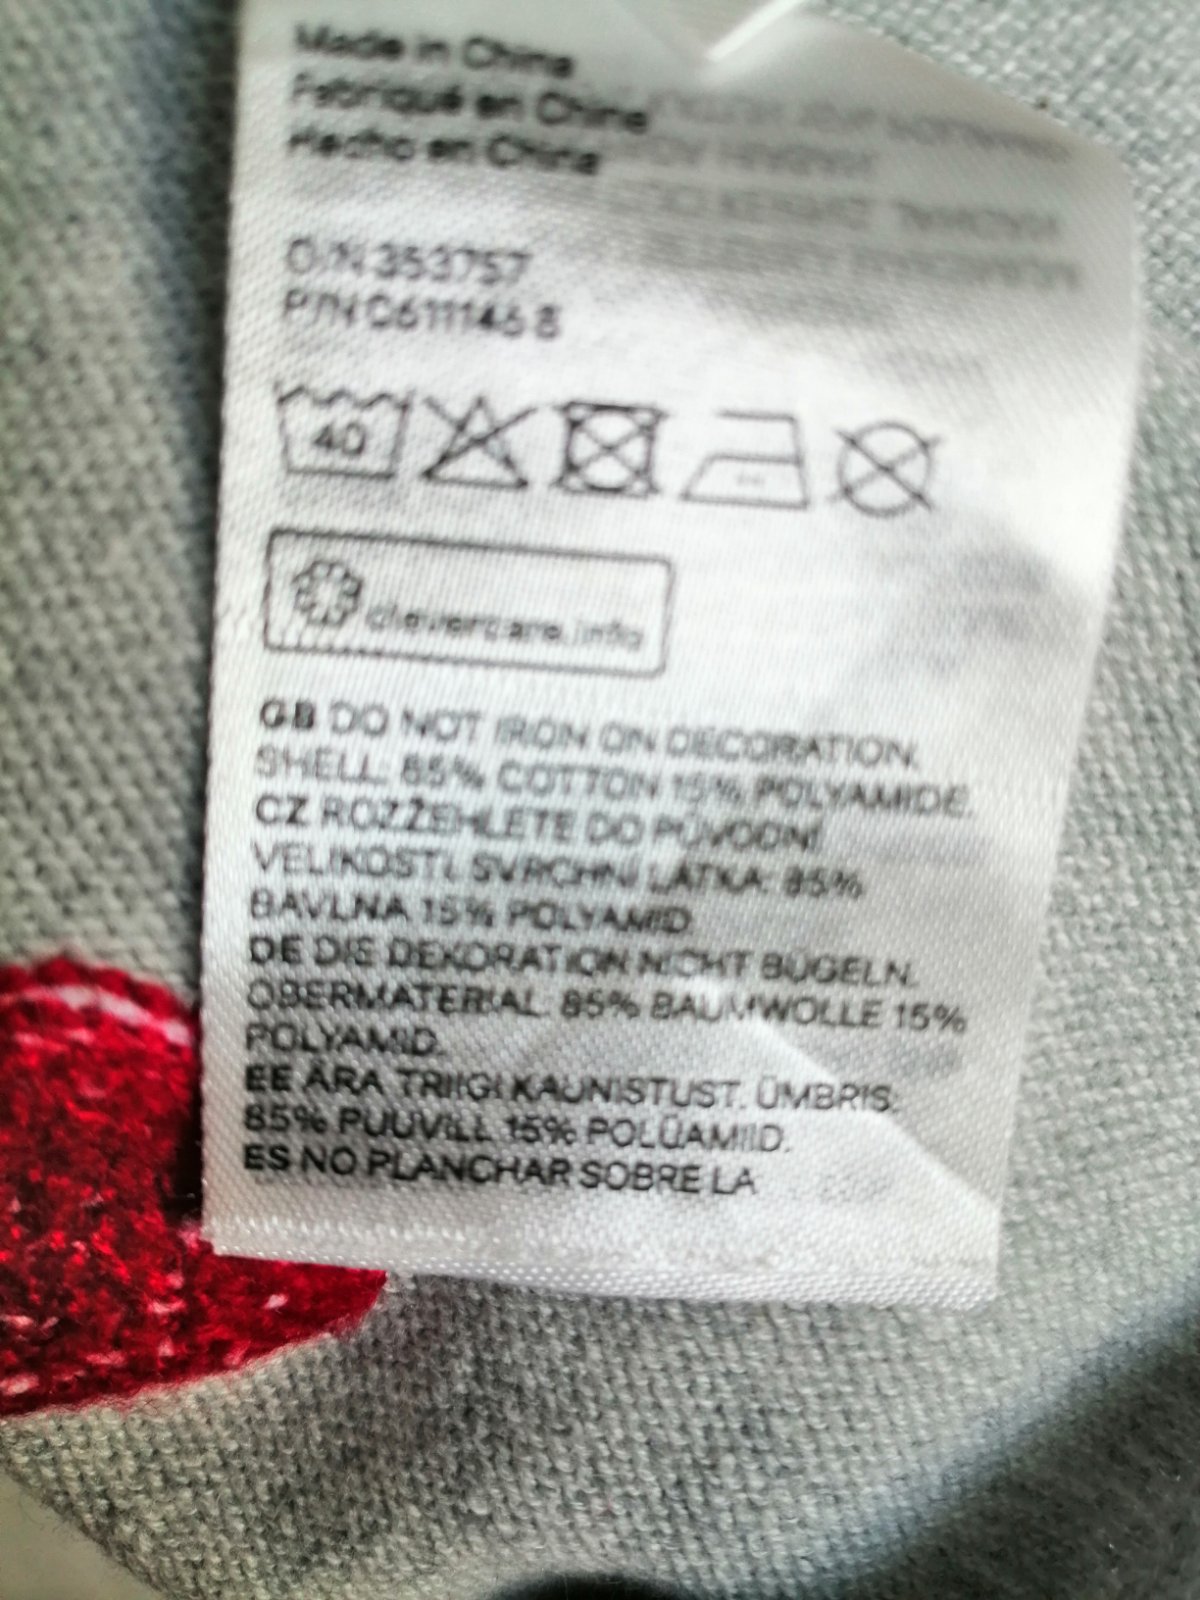 Made in China
Fabriqué en China
Hecho en China
O/N 353757
P/N C6111146 8
40
clevercare.info
GB DO NOT IRON ON DECORATION.
SHELL: 85% COTTON 15% POLYAMIDE.
CZ ROZŽEHLETE DO PŮVODNÍ
VELIKOSTI. SVRCHNÍ LÁTKA: 85%
BAVLNA 15% POLYAMID.
DE DIE DEKORATION NICHT BÜGELN.
OBERMATERIAL: 85% BAUMWOLLE 15%
POLYAMID.
EE ÄRA TRIIGI KAUNISTUST. ÜMBRIS:
85% PUUVILL 15% POLÜAMIID.
ES NO PLANCHAR SOBRE LA